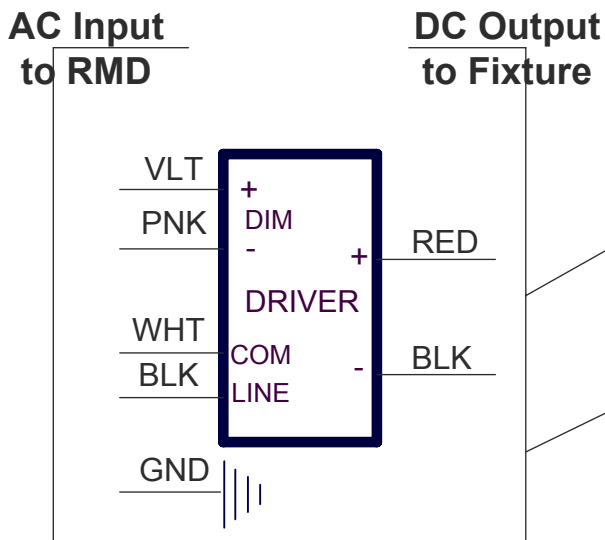 AC Input
to RMD
DC Output
to Fixture
VLT
+
PNK
DIM
-
RED
+
DRIVER
WHT
COM
BLK
-
BLK
LINE
GND